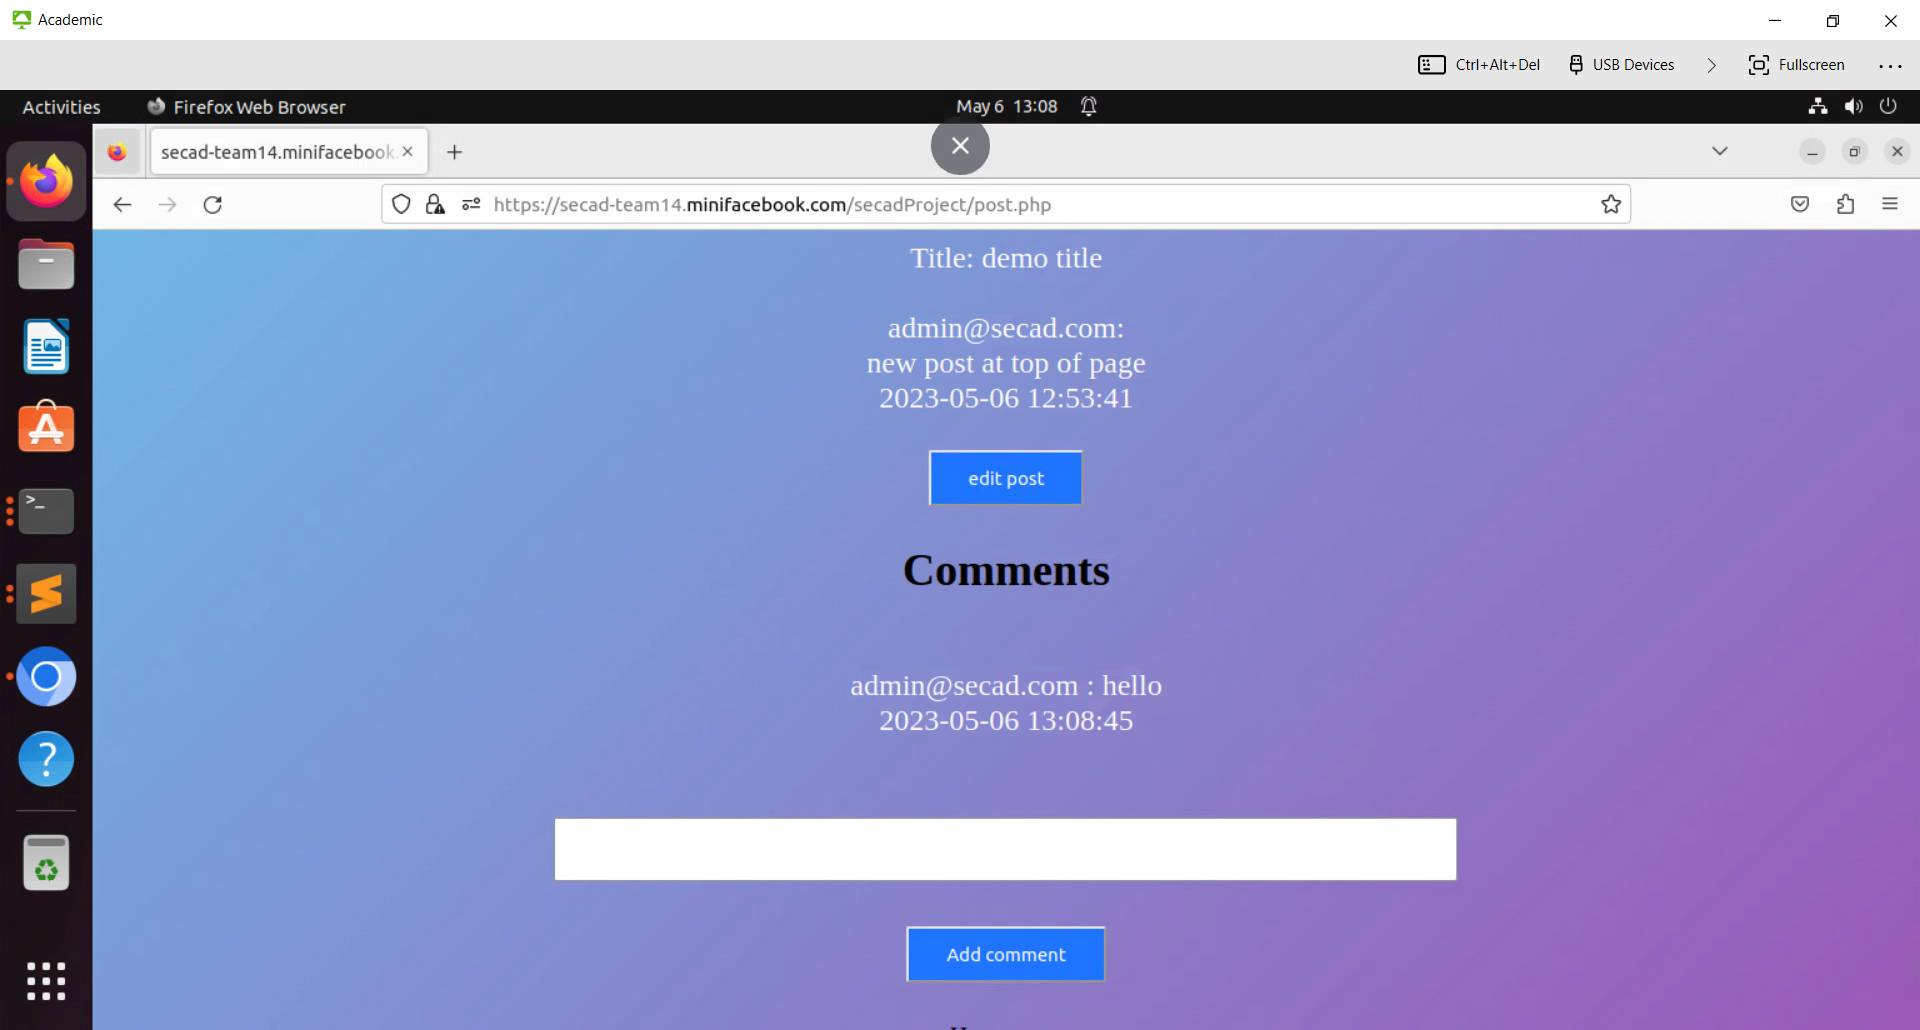 Academic
Ctrl+Alt+Del USB Devices Fullscreen
Activities Firefox Web Browser May 6 13:08
secad-team14.minifacebook
https://secad-team14.minifacebook.com/secadProject/post.php
Title: demo title
admin@secad.com:
new post at top of page
2023-05-06 12:53:41
edit post
Comments
admin@secad.com : hello
2023-05-06 13:08:45
Add comment